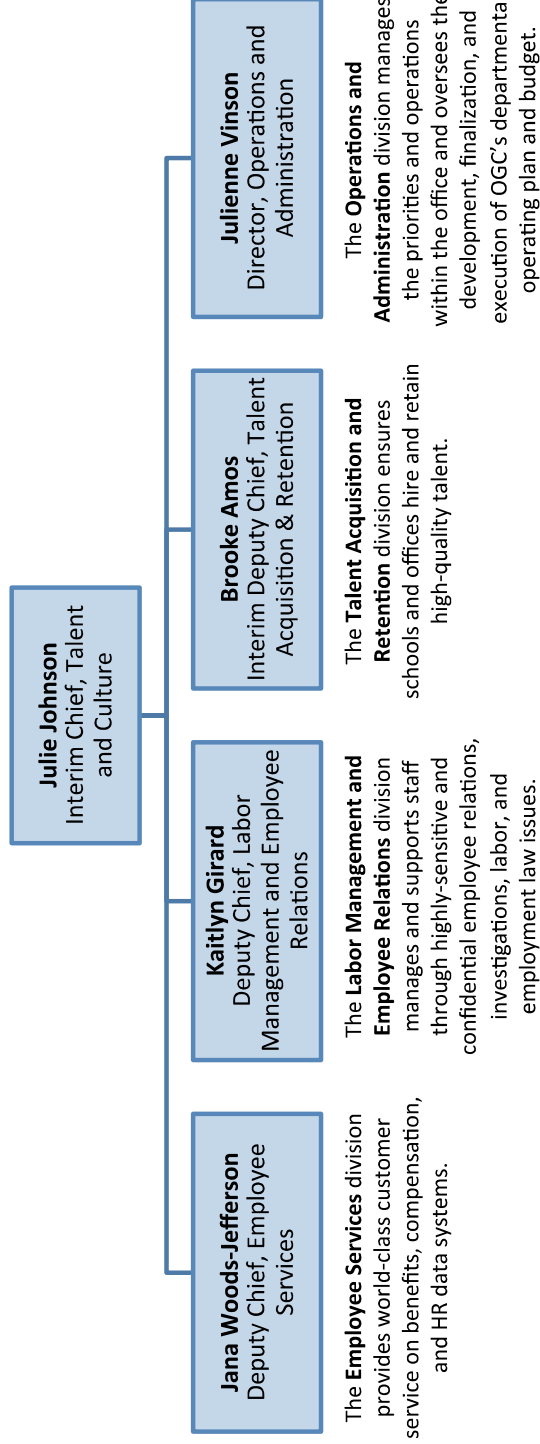 Julie Johnson
Interim Chief, Talent
and Culture
Jana Woods-Jefferson
Deputy Chief, Employee
Services
The Employee Services division
provides world-class customer
service on benefits, compensation,
and HR data systems.
Kaitlyn Girard
Deputy Chief, Labor
Management and Employee
Relations
The Labor Management and
Employee Relations division
manages and supports staff
through highly-sensitive and
confidential employee relations,
investigations, labor, and
employment law issues.
Brooke Amos
Interim Deputy Chief, Talent
Acquisition & Retention
The Talent Acquisition and
Retention division ensures
schools and offices hire and retain
high-quality talent.
Julienne Vinson
Director, Operations and
Administration
The Operations and
Administration division manages
the priorities and operations
within the office and oversees the
development, finalization, and
execution of OGC's departmenta
operating plan and budget.